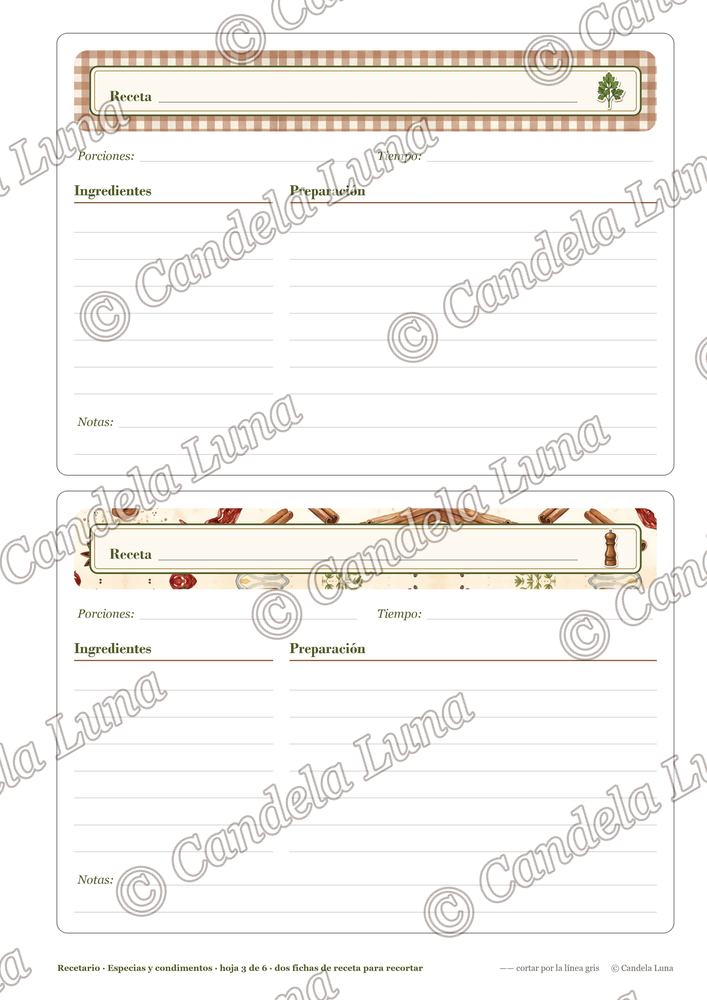 © Candela Luna
Receta
Porciones: Tiempo:
Ingredientes Preparación
Notas:
Receta
Porciones: Tiempo:
Ingredientes Preparación
Notas:
Recetario · Especias y condimentos · hoja 3 de 6 · dos fichas de receta para recortar —— cortar por la línea gris © Candela Luna